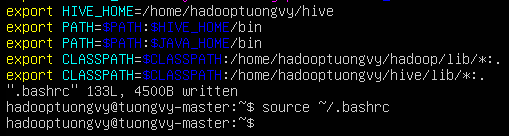 export HIVE_HOME=/home/hadooptuongvy/hive
export PATH=$PATH:$HIVE_HOME/bin
export PATH=$PATH:$JAVA_HOME/bin
export CLASSPATH=$CLASSPATH:/home/hadooptuongvy/hadoop/lib/*:.
export CLASSPATH=$CLASSPATH:/home/hadooptuongvy/hive/lib/*:.
".bashrc" 133L, 4500B written
hadooptuongvy@tuongvy-master:~$ source ~/.bashrc
hadooptuongvy@tuongvy-master:~$